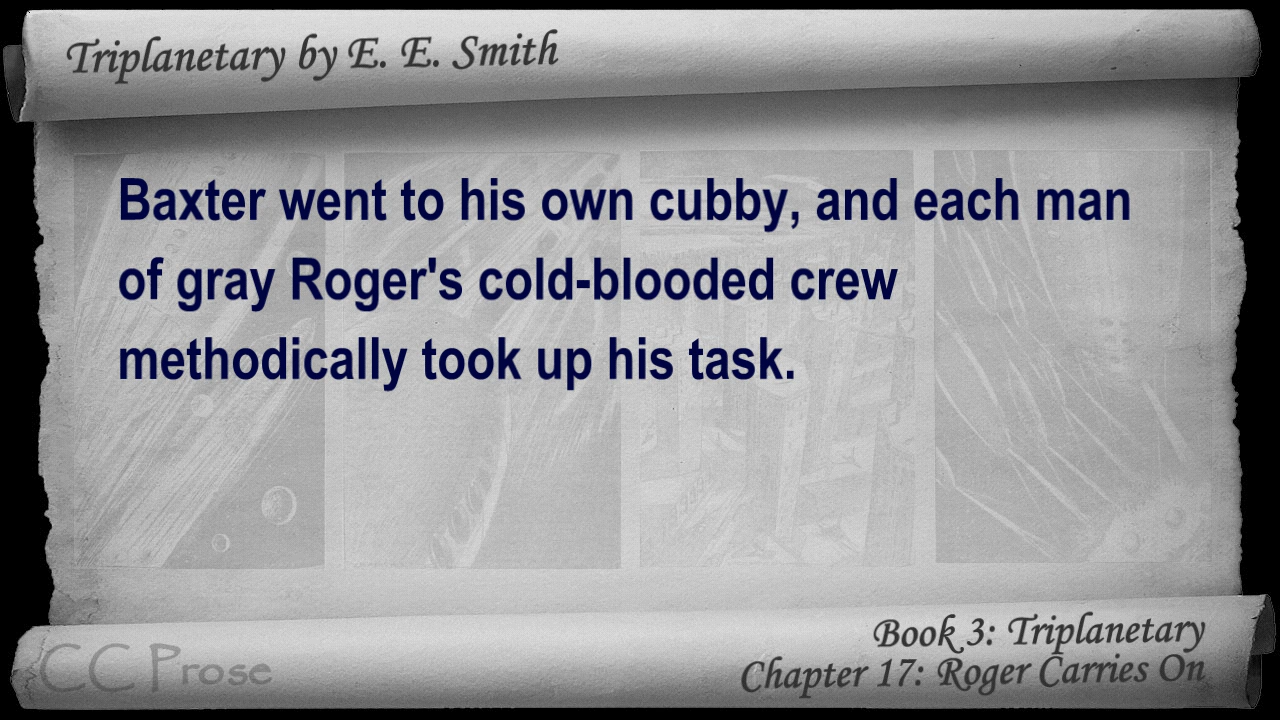 Triplanetary by E. E. Smith
Baxter went to his own cubby, and each man
of gray Roger's cold-blooded crew
methodically took up his task.
Book 3: Triplanetary
Chapter 17: Roger Carries On
CC Prose